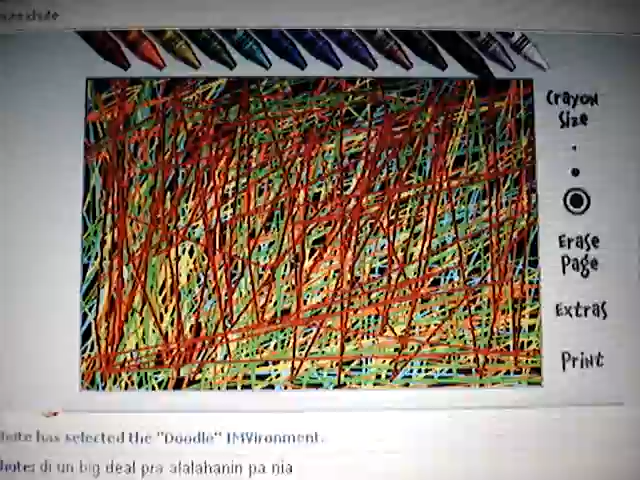 Crayon
Size
Erase
Page
Extras
Print
has selected the "Doodle" IMVironment.
di un big deal pra alalahanin pa nia